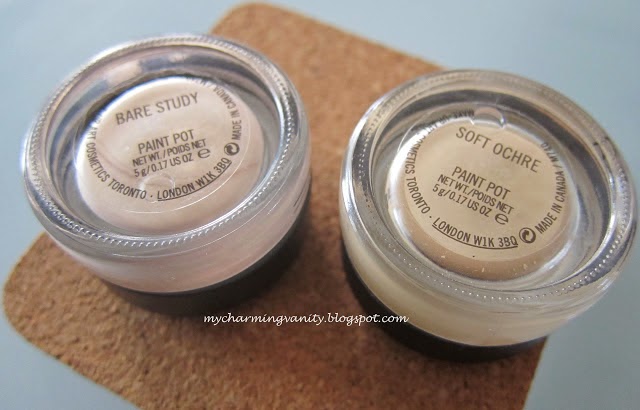 BARE STUDY
PAINT POT
NET WT./POIDS NET
5 g/0.17 US OZ e
COSMETICS TORONTO · LONDON W1K 3BQ MADE IN CANADA
SOFT OCHRE
PAINT POT
NET WT./POIDS NET
5 g/0.17 US OZ e
COSMETICS TORONTO · LONDON W1K 3BQ MADE IN CANADA
mycharmingvanity.blogspot.com